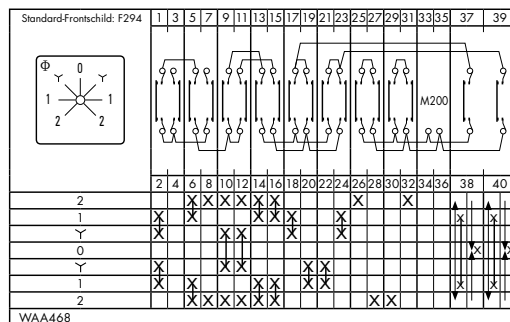 Standard-Frontschild: F294 1 3 5 7 9 11 13 15 17 19 21 23 25 27 29 31 33 35 37 39
Φ 0
Y Y
1 1
2 2
M200
2 4 6 8 10 12 14 16 18 20 22 24 26 28 30 32 34 36 38 40
2 X X X X X X X X
1 X X X X X X X X
Y X X X X X
0 X X
Y X X X X X
1 X X X X X X X X
2 X X X X X X X X
WAA468